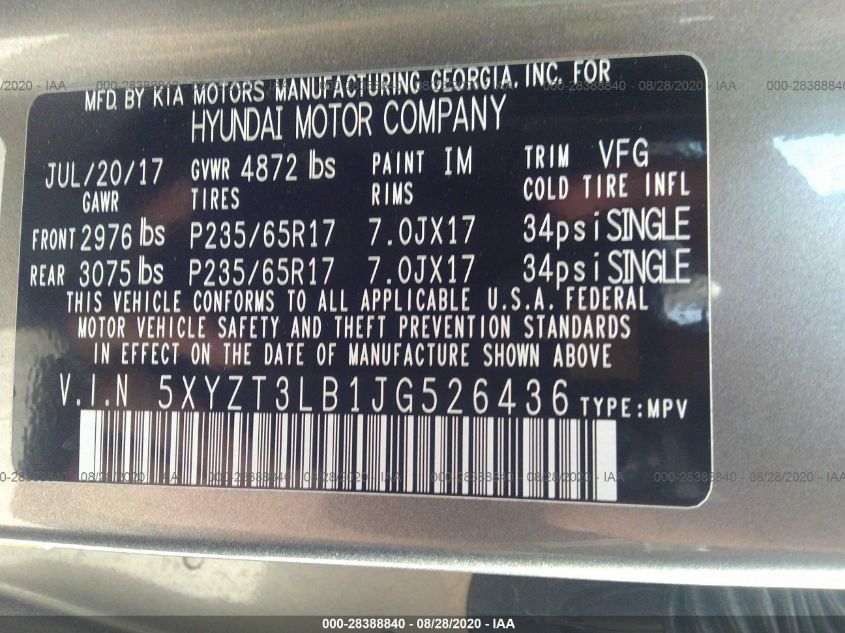 MFD. BY KIA MOTORS MANUFACTURING GEORGIA, INC. FOR
HYUNDAI MOTOR COMPANY
JUL/20/17 GVWR 4872 lbs PAINT IM TRIM VFG
GAWR TIRES RIMS COLD TIRE INFL
FRONT 2976 lbs P235/65R17 7.0JX17 34psi SINGLE
REAR 3075 lbs P235/65R17 7.0JX17 34psi SINGLE
THIS VEHICLE CONFORMS TO ALL APPLICABLE U.S.A. FEDERAL
MOTOR VEHICLE SAFETY AND THEFT PREVENTION STANDARDS
IN EFFECT ON THE DATE OF MANUFACTURE SHOWN ABOVE
V.I.N 5XYZT3LB1JG526436 TYPE:MPV
000-28388840 - 08/28/2020 - IAA